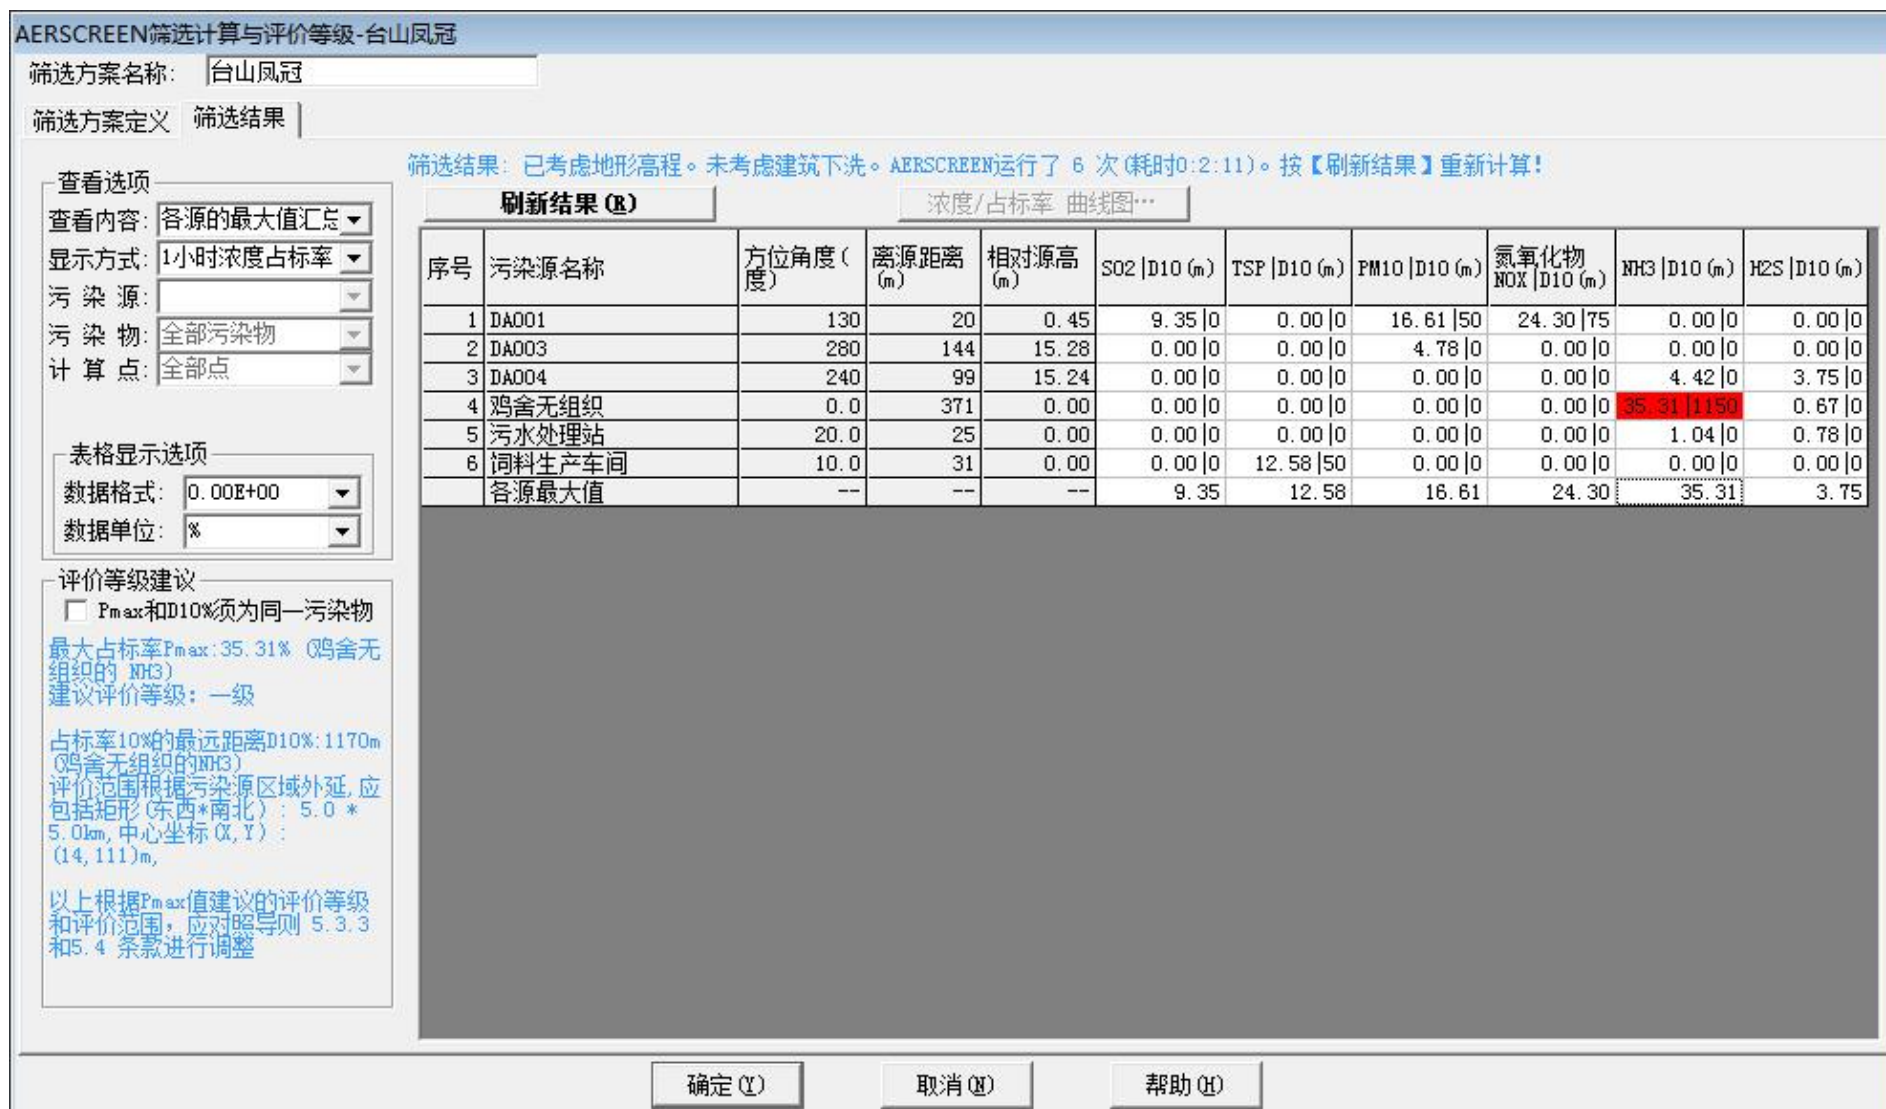 AERSCREEN筛选计算与评价等级-台山凤冠
筛选方案名称: 台山凤冠
筛选方案定义 筛选结果
筛选结果: 已考虑地形高程。未考虑建筑下洗。AERSCREEN运行了 6 次(耗时0:2:11)。按【刷新结果】重新计算!
刷新结果(R) 浓度/占标率 曲线图…
查看选项
查看内容: 各源的最大值汇总
显示方式: 1小时浓度占标率
污 染 源:
污 染 物: 全部污染物
计 算 点: 全部点
表格显示选项
数据格式: 0.00E+00
数据单位: %
评价等级建议
Pmax和D10%须为同一污染物
最大占标率Pmax:35.31% (鸡舍无
组织的 NH3)
建议评价等级: 一级
占标率10%的最远距离D10%:1170m
(鸡舍无组织的NH3)
评价范围根据污染源区域外延,应
包括矩形(东西*南北): 5.0 *
5.0km,中心坐标(X,Y):
(14,111)m,
以上根据Pmax值建议的评价等级
和评价范围, 应对照导则 5.3.3
和5.4 条款进行调整
序号 污染源名称 方位角度(度) 离源距离(m) 相对源高(m) SO2|D10(m) TSP|D10(m) PM10|D10(m) 氮氧化物NOX|D10(m) NH3|D10(m) H2S|D10(m)
1 DA001 130 20 0.45 9.35|0 0.00|0 16.61|50 24.30|75 0.00|0 0.00|0
2 DA003 280 144 15.28 0.00|0 0.00|0 4.78|0 0.00|0 0.00|0 0.00|0
3 DA004 240 99 15.24 0.00|0 0.00|0 0.00|0 0.00|0 4.42|0 3.75|0
4 鸡舍无组织 0.0 371 0.00 0.00|0 0.00|0 0.00|0 0.00|0 35.31|1150 0.67|0
5 污水处理站 20.0 25 0.00 0.00|0 0.00|0 0.00|0 0.00|0 1.04|0 0.78|0
6 饲料生产车间 10.0 31 0.00 0.00|0 12.58|50 0.00|0 0.00|0 0.00|0 0.00|0
各源最大值 -- -- -- 9.35 12.58 16.61 24.30 35.31 3.75
确定(Y) 取消(N) 帮助(H)